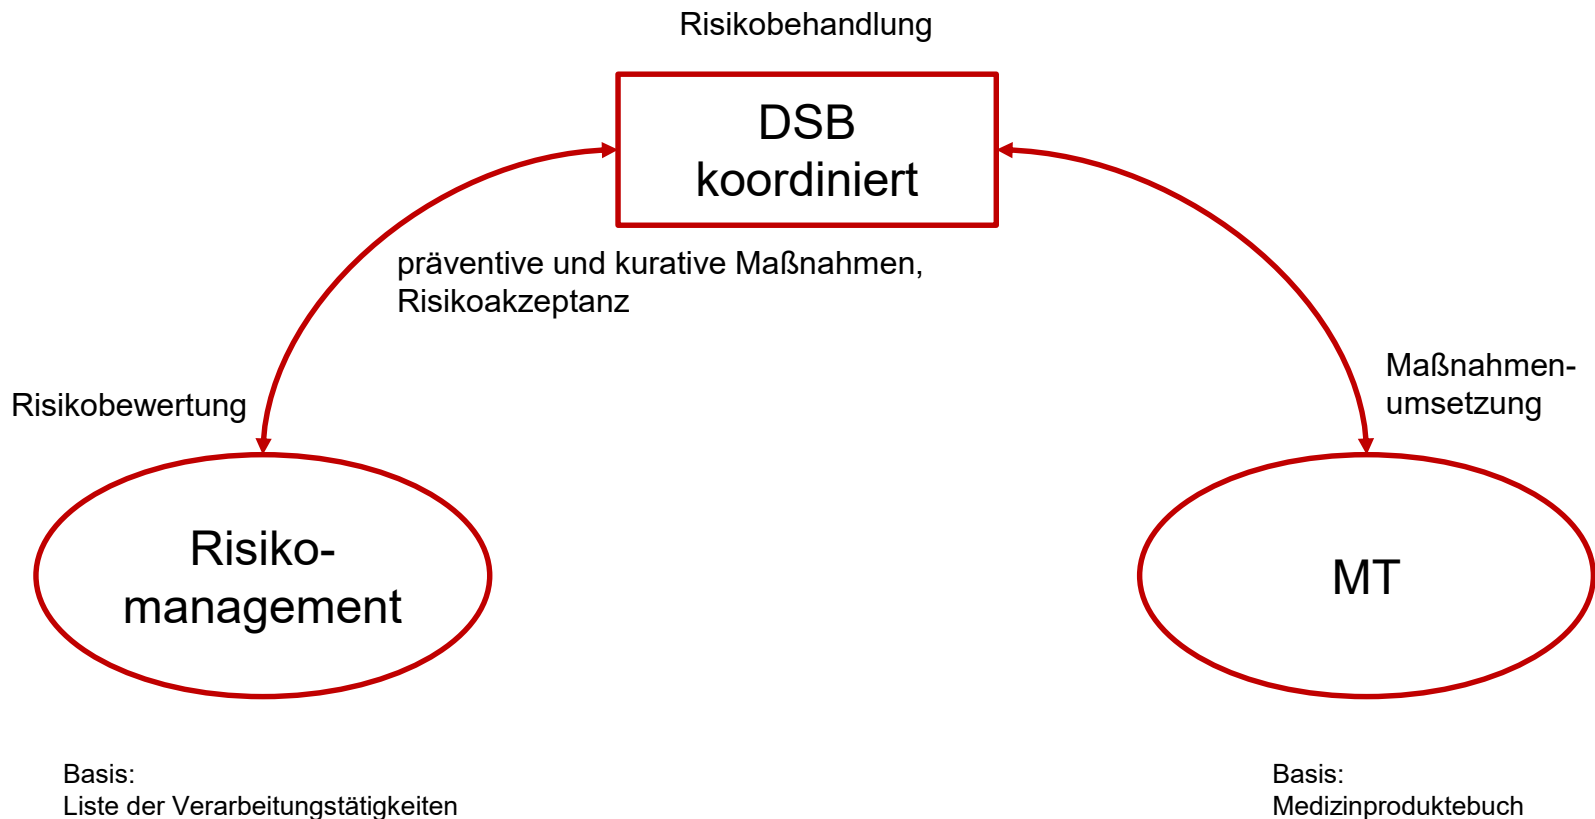 Risikobehandlung
DSB
koordiniert
präventive und kurative Maßnahmen,
Risikoakzeptanz
Risikobewertung
Maßnahmen-
umsetzung
Risiko-
management
MT
Basis:
Liste der Verarbeitungstätigkeiten
Basis:
Medizinproduktebuch